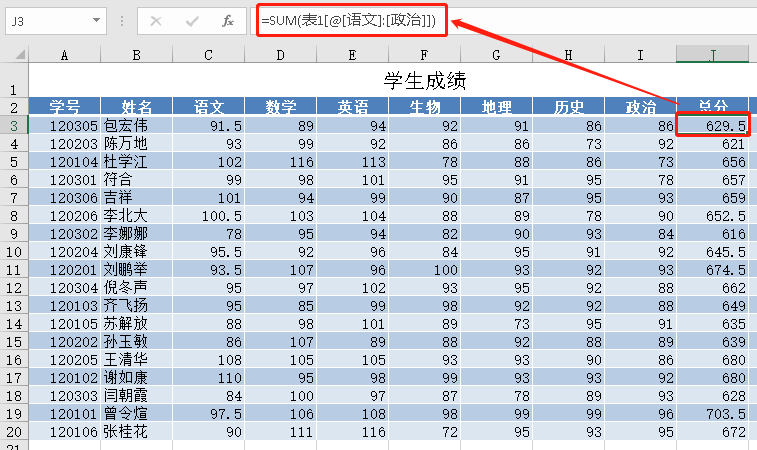 J3 =SUM(表1[@[语文]:[政治]])
A B C D E F G H I J
1 学生成绩
2 学号 姓名 语文 数学 英语 生物 地理 历史 政治 总分
3 120305 包宏伟 91.5 89 94 92 91 86 86 629.5
4 120203 陈万地 93 99 92 86 86 73 92 621
5 120104 杜学江 102 116 113 78 88 86 73 656
6 120301 符合 99 98 101 95 91 95 78 657
7 120306 吉祥 101 94 99 90 87 95 93 659
8 120206 李北大 100.5 103 104 88 89 78 90 652.5
9 120302 李娜娜 78 95 94 82 90 93 84 616
10 120204 刘康锋 95.5 92 96 84 95 91 92 645.5
11 120201 刘鹏举 93.5 107 96 100 93 92 93 674.5
12 120304 倪冬声 95 97 102 93 95 92 88 662
13 120103 齐飞扬 95 85 99 98 92 92 88 649
14 120105 苏解放 88 98 101 89 73 95 91 635
15 120202 孙玉敏 86 107 89 88 92 88 89 639
16 120205 王清华 108 105 105 93 93 90 86 680
17 120102 谢如康 110 95 98 99 93 93 92 680
18 120303 闫朝霞 84 100 97 87 78 89 93 628
19 120101 曾令煊 97.5 106 108 98 99 99 96 703.5
20 120106 张桂花 90 111 116 72 95 93 95 672